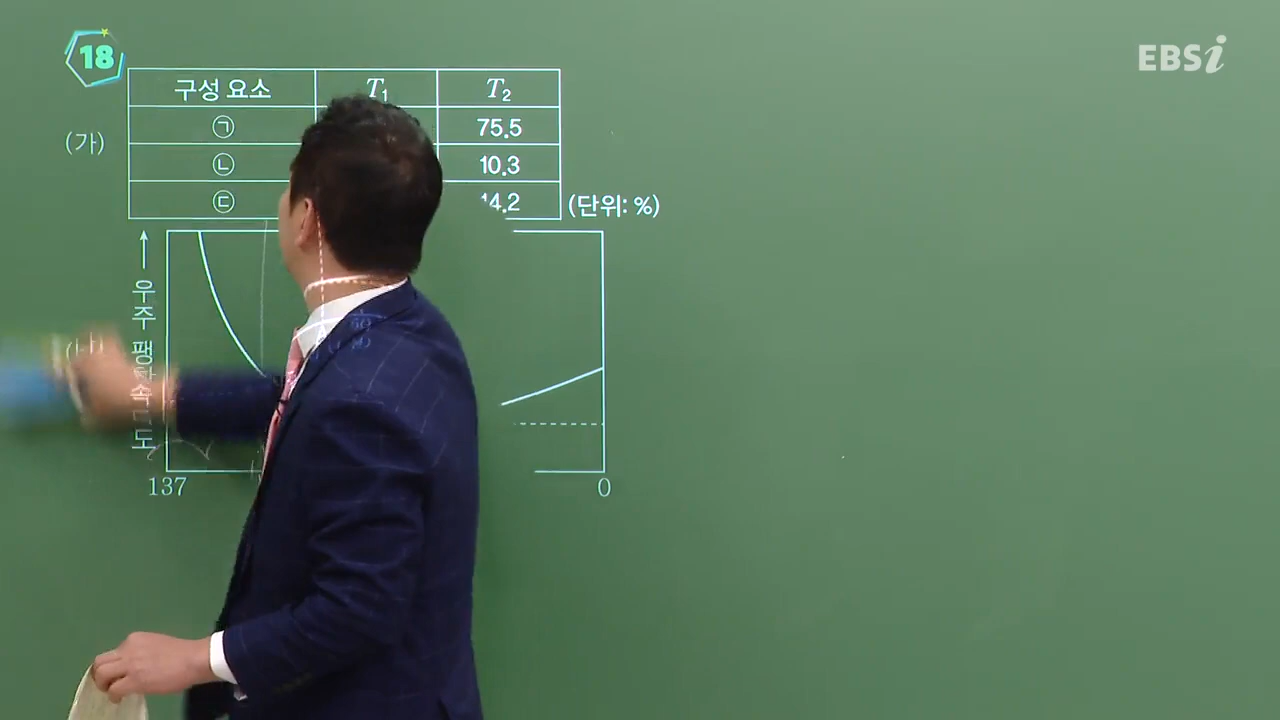 18
EBSi
구성 요소 T₁ T₂
(가)
㉠ 75.5
㉡ 10.3
㉢ 14.2
(단위: %)
우주 팽
도
137 0